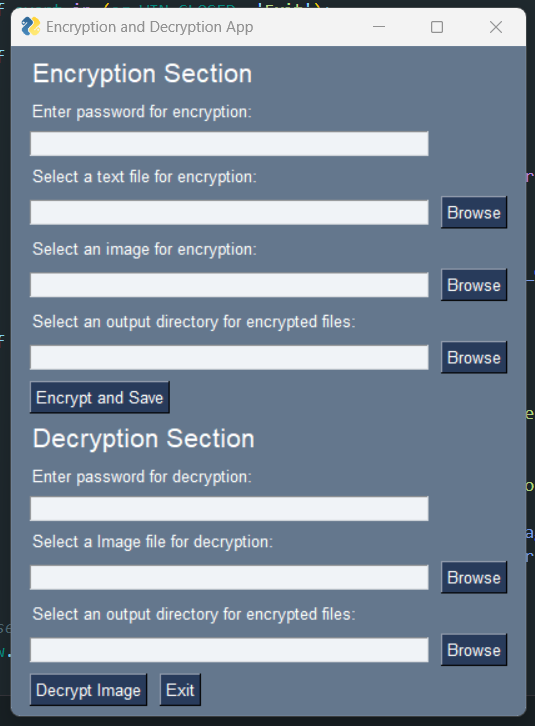 Encryption and Decryption App
Encryption Section
Enter password for encryption:
Select a text file for encryption:
Browse
Select an image for encryption:
Browse
Select an output directory for encrypted files:
Browse
Encrypt and Save
Decryption Section
Enter password for decryption:
Select a Image file for decryption:
Browse
Select an output directory for encrypted files:
Browse
Decrypt Image Exit